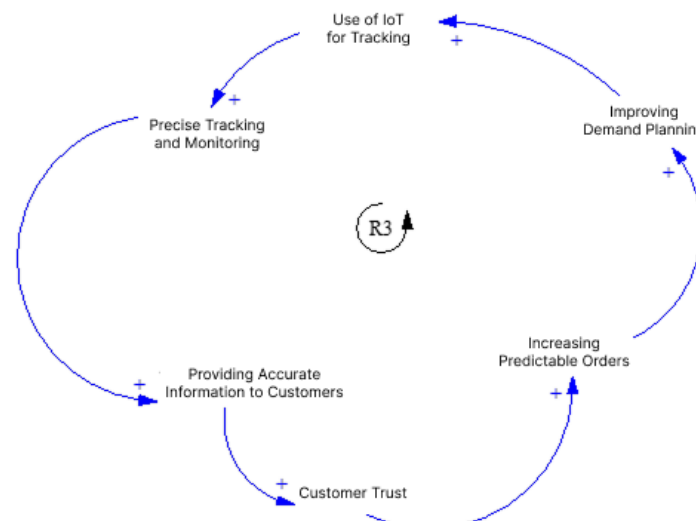 Use of IoT
for Tracking
+
+
Precise Tracking
and Monitoring
Improving
Demand Plannin
+
R3
Increasing
Predictable Orders
Providing Accurate
Information to Customers
+
+
+
Customer Trust